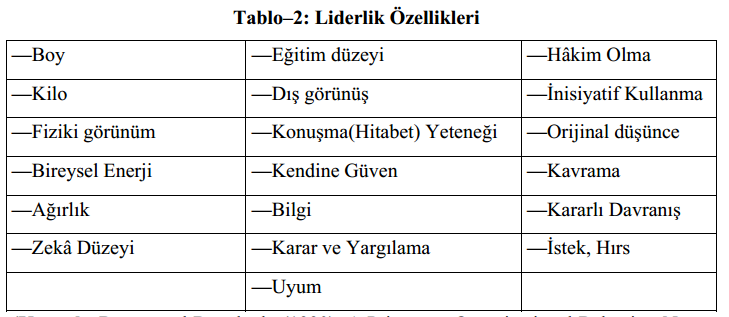 Tablo–2: Liderlik Özellikleri
—Boy —Eğitim düzeyi —Hâkim Olma
—Kilo —Dış görünüş —İnisiyatif Kullanma
—Fiziki görünüm —Konuşma(Hitabet) Yeteneği —Orijinal düşünce
—Bireysel Enerji —Kendine Güven —Kavrama
—Ağırlık —Bilgi —Kararlı Davranış
—Zekâ Düzeyi —Karar ve Yargılama —İstek, Hırs
—Uyum